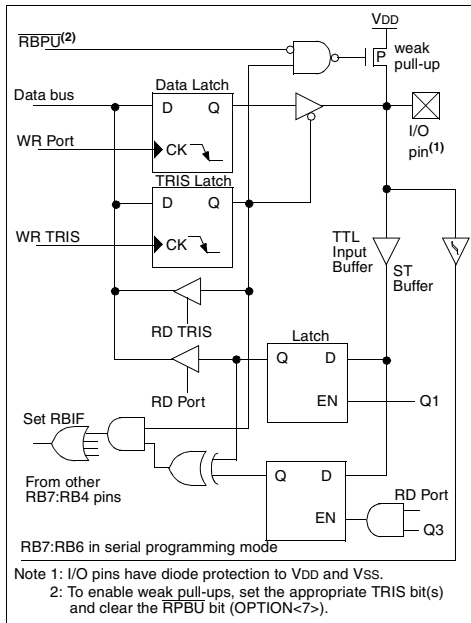 VDD
RBPU(2)
weak
pull-up
P
Data Latch
Data bus
D Q
I/O
pin(1)
WR Port
CK
TRIS Latch
D Q
WR TRIS
CK
TTL
Input
Buffer
ST
Buffer
RD TRIS
Latch
Q D
RD Port
EN
Q1
Set RBIF
From other
RB7:RB4 pins
Q D
RD Port
EN
Q3
RB7:RB6 in serial programming mode
Note 1: I/O pins have diode protection to VDD and VSS.
2: To enable weak pull-ups, set the appropriate TRIS bit(s)
and clear the RPBU bit (OPTION<7>).